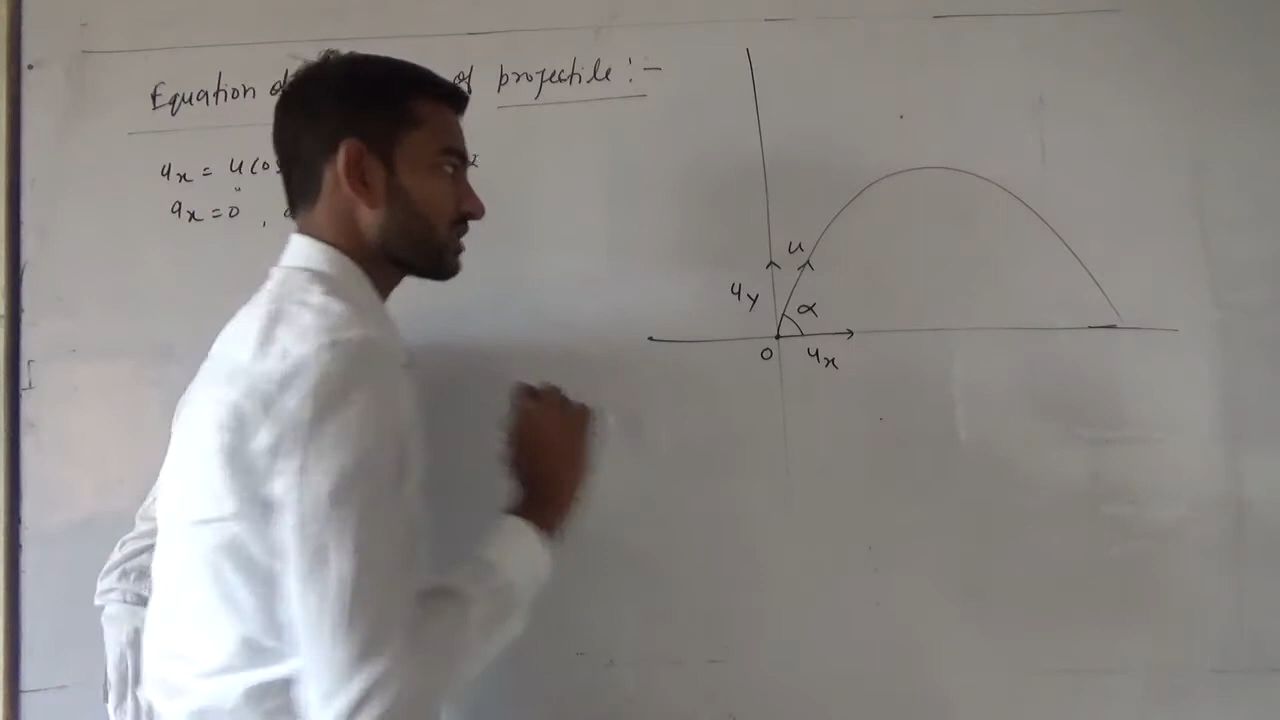 Equation of projectile :-
ux = u cos
ax = 0 ,
u
uy
α
O
ux